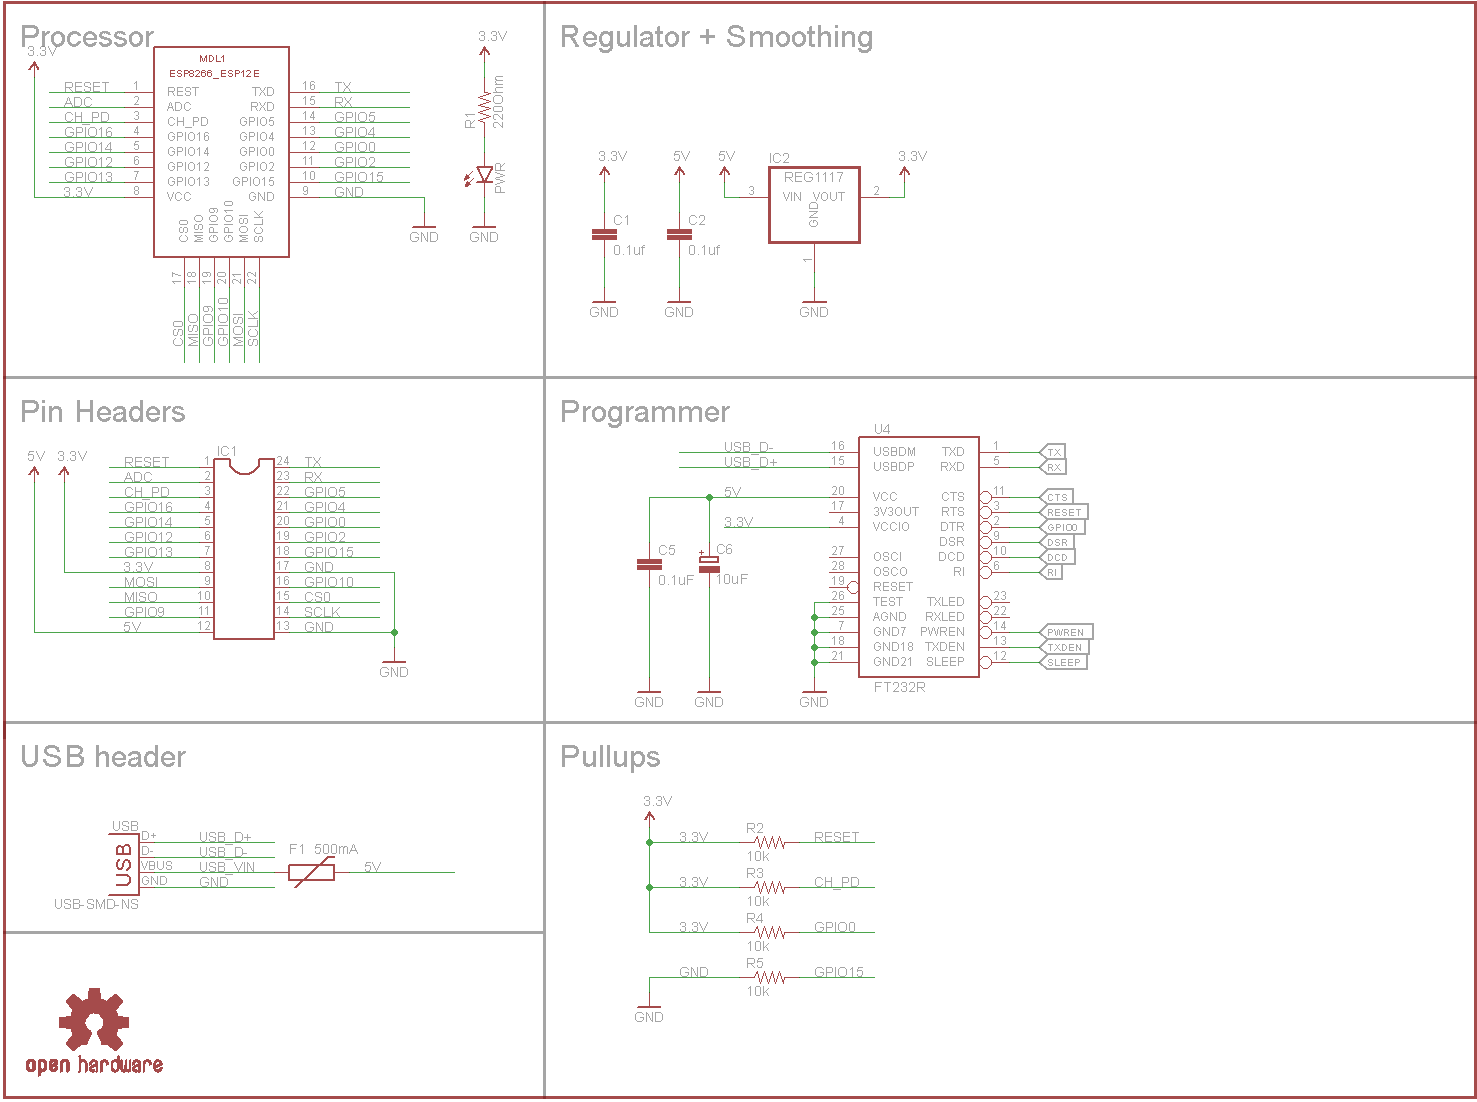 Processor
3.3V
MDL1
ESP8266_ESP12E
RESET 1 REST TXD 16 TX
ADC 2 ADC RXD 15 RX
CH_PD 3 CH_PD GPIO5 14 GPIO5
GPIO16 4 GPIO16 GPIO4 13 GPIO4
GPIO14 5 GPIO14 GPIO0 12 GPIO0
GPIO12 6 GPIO12 GPIO2 11 GPIO2
GPIO13 7 GPIO13 GPIO15 10 GPIO15
3.3V 8 VCC GND 9 GND
CS0 MISO GPIO9 GPIO10 MOSI SCLK
17 18 19 20 21 22
CS0 MISO GPIO9 GPIO10 MOSI SCLK
GND
3.3V
R1
220Ohm
PWR
GND
Regulator + Smoothing
3.3V
C1
0.1uf
GND
5V
C2
0.1uf
GND
5V
IC2
REG1117
3 VIN VOUT 2
GND
1
GND
3.3V
Pin Headers
5V 3.3V
IC1
RESET 1 24 TX
ADC 2 23 RX
CH_PD 3 22 GPIO5
GPIO16 4 21 GPIO4
GPIO14 5 20 GPIO0
GPIO12 6 19 GPIO2
GPIO13 7 18 GPIO15
3.3V 8 17 GND
MOSI 9 16 GPIO10
MISO 10 15 CS0
GPIO9 11 14 SCLK
5V 12 13 GND
GND
Programmer
U4
USB_D- 16 USBDM TXD 1 TX
USB_D+ 15 USBDP RXD 5 RX
5V 20 VCC CTS 11 CTS
17 3V3OUT RTS 3 RESET
3.3V 4 VCCIO DTR 2 GPIO0
DSR 9 DSR
27 OSCI DCD 10 DCD
28 OSCO RI 6 RI
19 RESET
26 TEST TXLED 23
25 AGND RXLED 22
7 GND7 PWREN 14 PWREN
18 GND18 TXDEN 13 TXDEN
21 GND21 SLEEP 12 SLEEP
FT232R
C5
0.1uF
+ C6
10uF
GND GND GND
USB header
USB
USB
D+ USB_D+
D- USB_D-
VBUS USB_VIN
GND GND
USB-SMD-NS
F1 500mA
5V
Pullups
3.3V
3.3V R2 10k RESET
3.3V R3 10k CH_PD
3.3V R4 10k GPIO0
GND R5 10k GPIO15
GND
open hardware